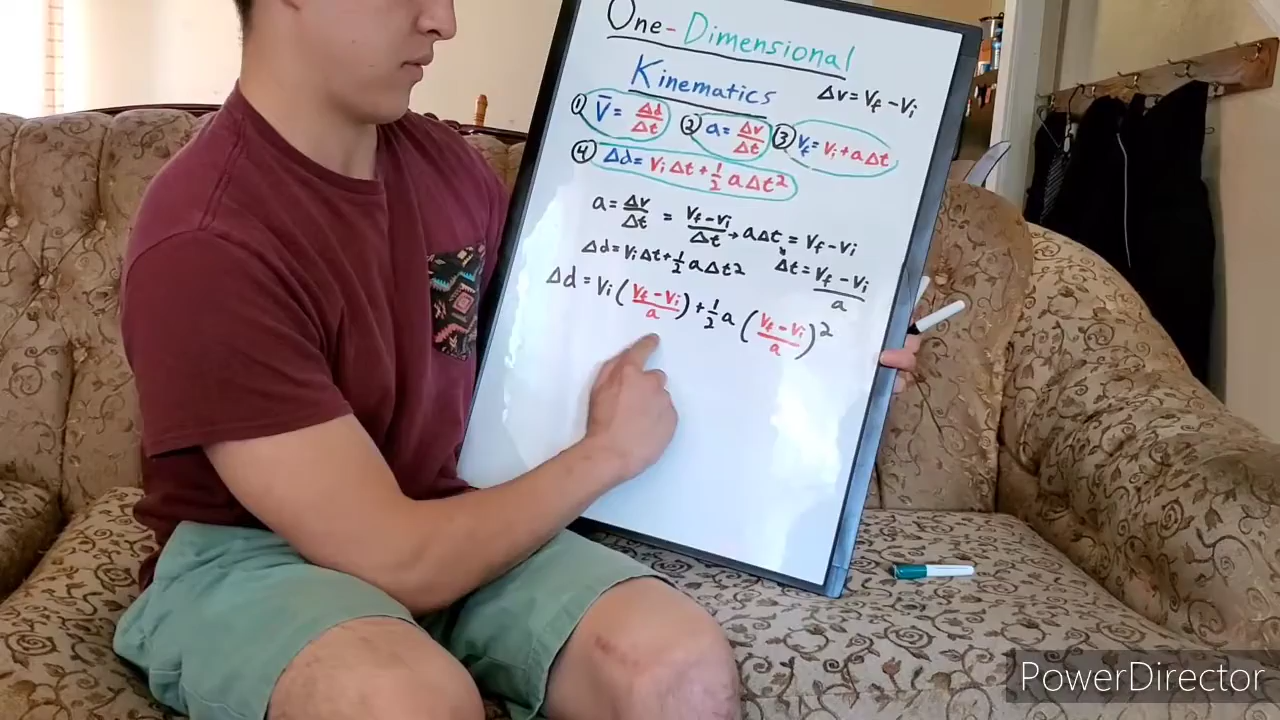 One-Dimensional
Kinematics
Δv = Vf - Vi
① V̄ = Δd/Δt ② a = Δv/Δt ③ Vf = Vi + aΔt
④ Δd = ViΔt + 1/2 aΔt²
a = Δv/Δt = Vf - Vi/Δt → aΔt = Vf - Vi
Δd = ViΔt + 1/2 aΔt² Δt = Vf - Vi/a
Δd = Vi (Vf - Vi/a) + 1/2 a (Vf - Vi/a)²
PowerDirector